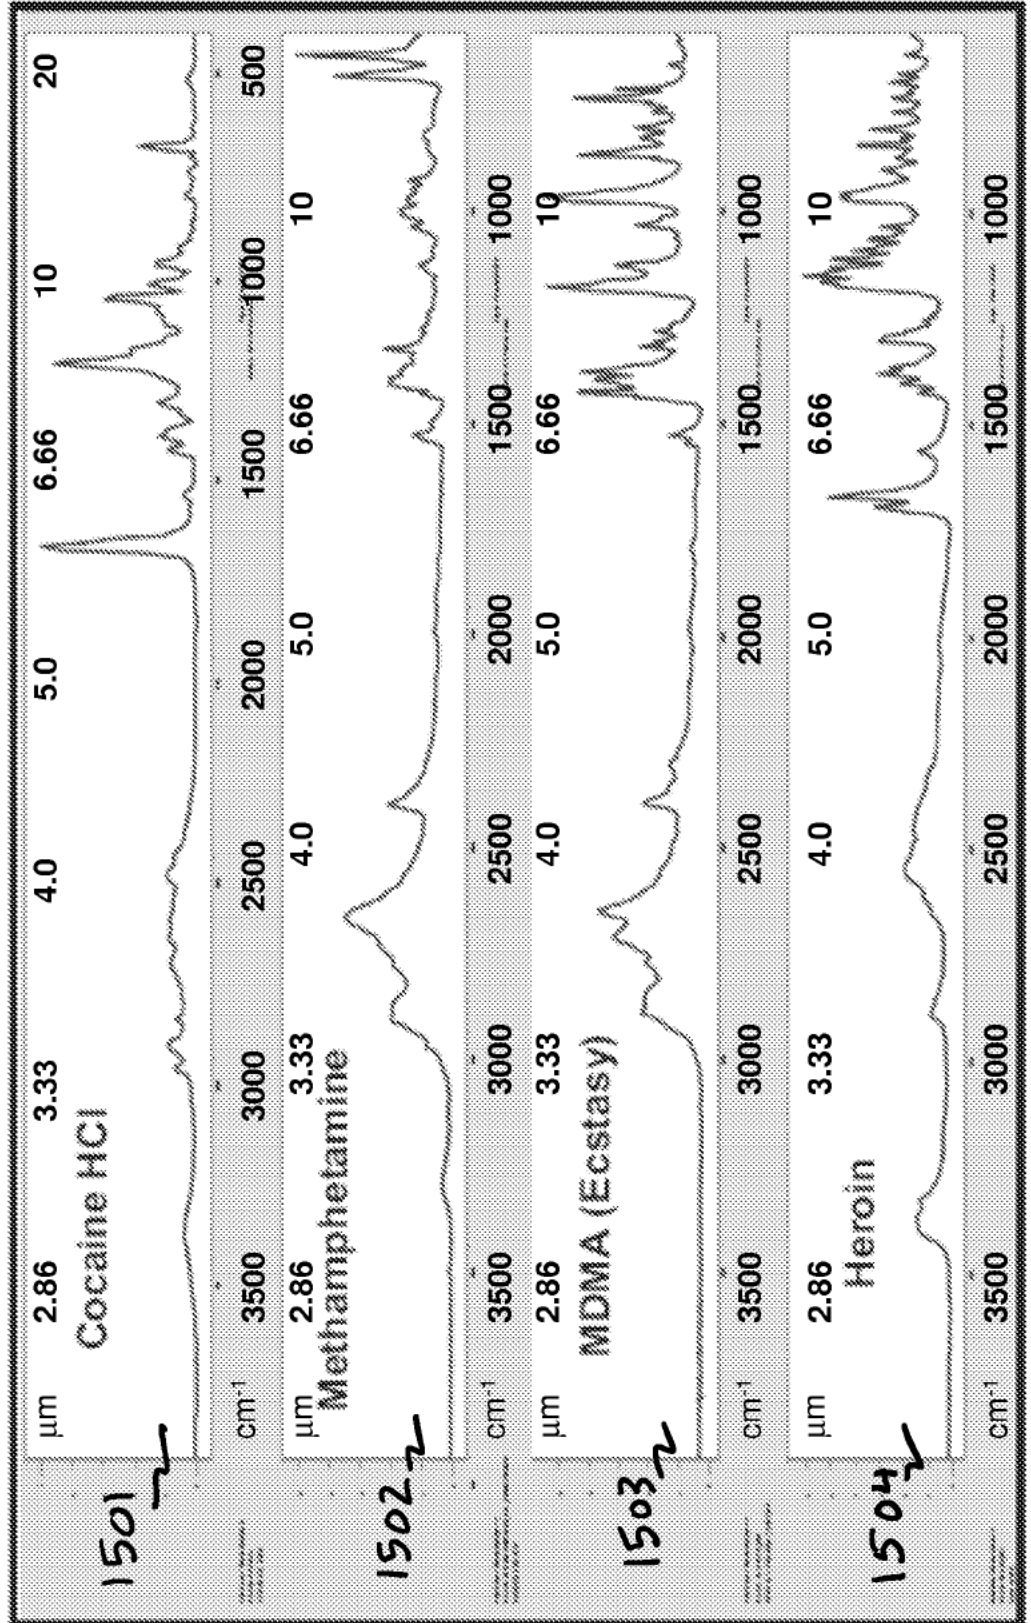 1501
μm 2.86 3.33 4.0 5.0 6.66 10 20
Cocaine HCl
cm-1 3500 3000 2500 2000 1500 1000 500
1502
μm 2.86 3.33 4.0 5.0 6.66 10
Methamphetamine
cm-1 3500 3000 2500 2000 1500 1000
1503
2.86 3.33 4.0 5.0 6.66 10
MDMA (Ecstasy)
cm-1 3500 3000 2500 2000 1500 1000
1504
μm 2.86 3.33 4.0 5.0 6.66 10
Heroin
cm-1 3500 3000 2500 2000 1500 1000